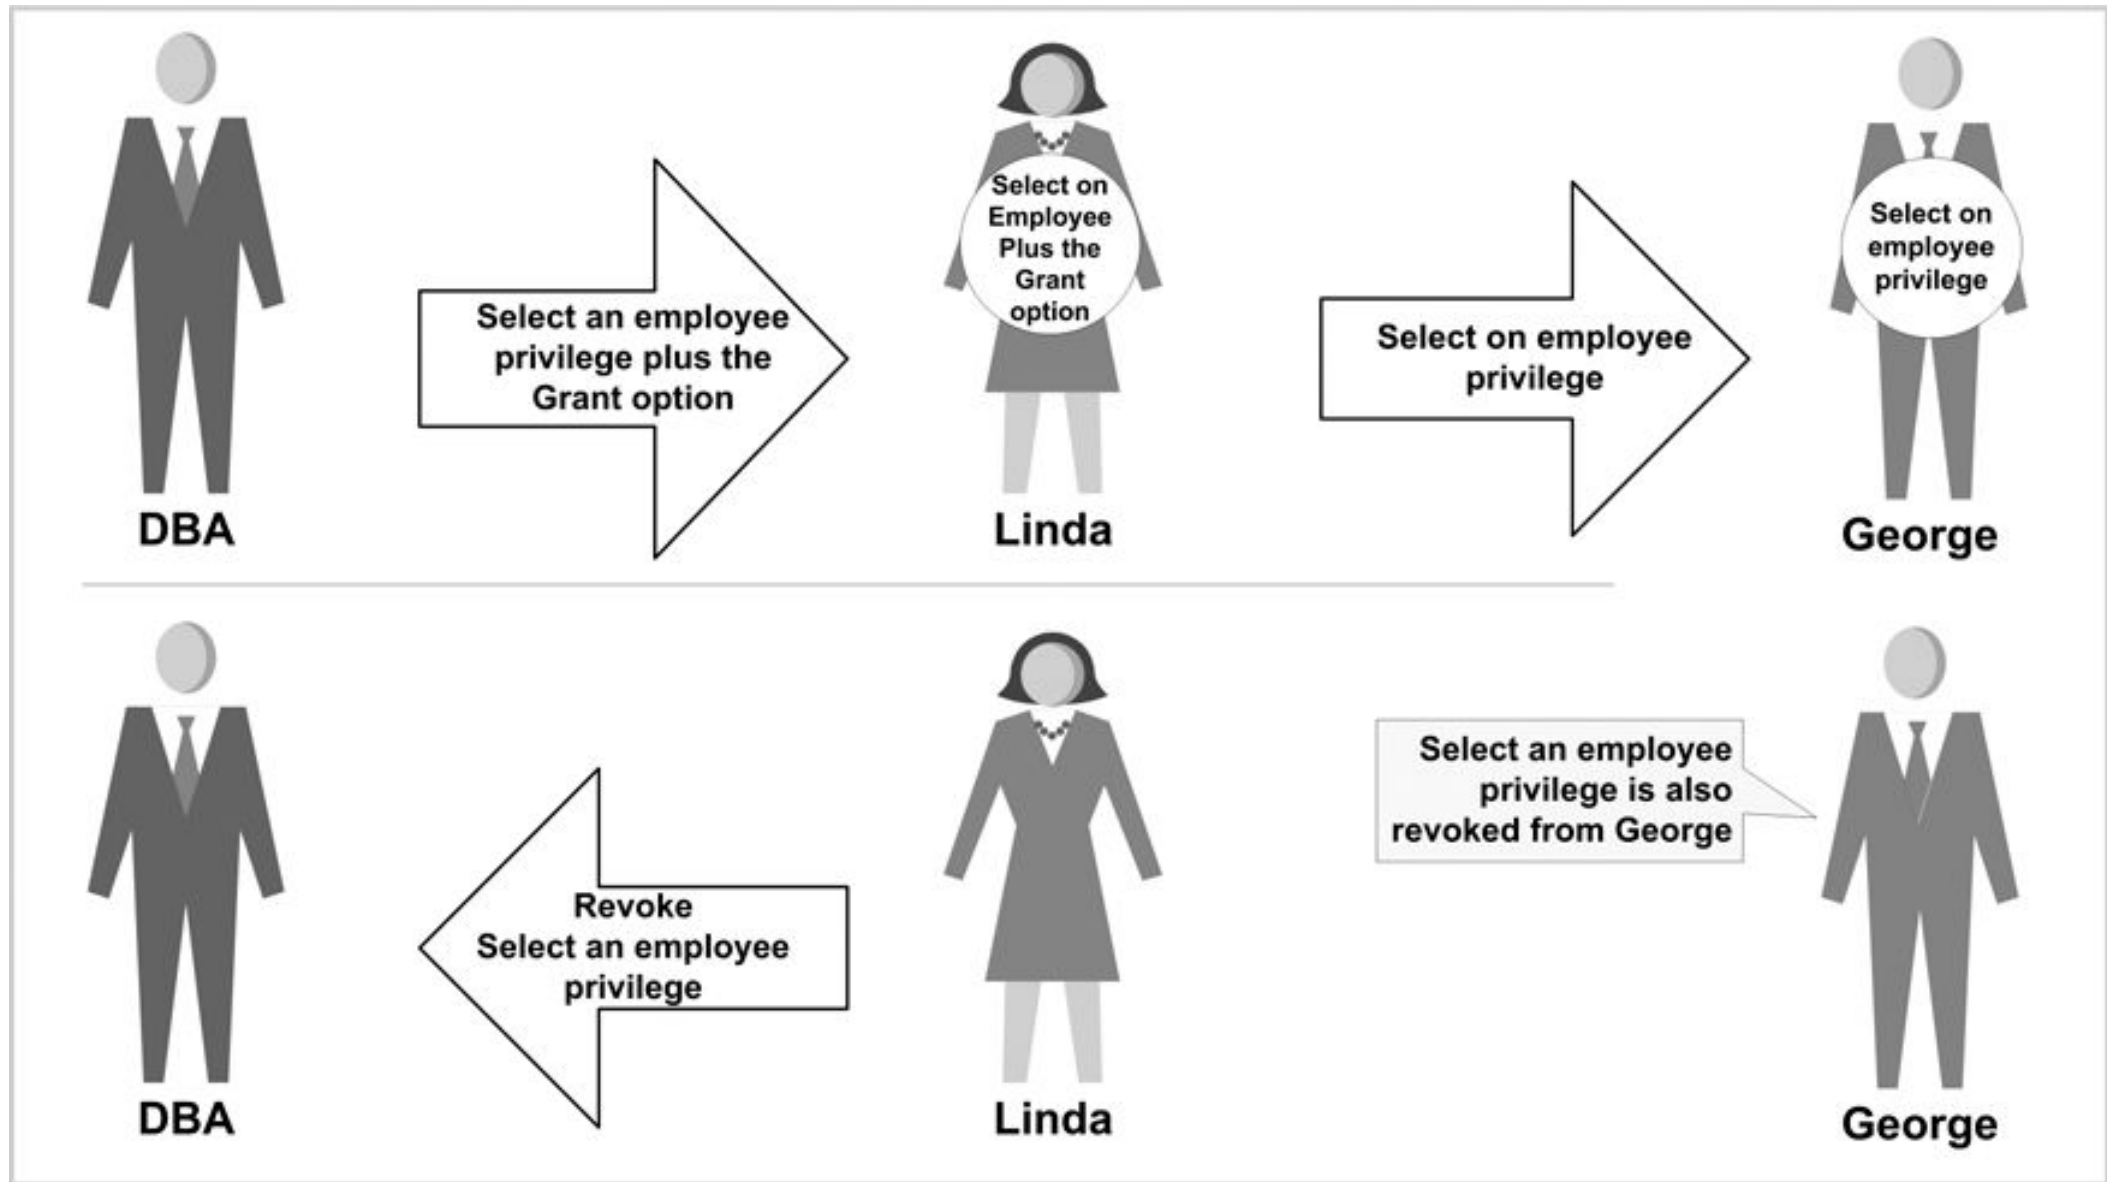 Select an employee
privilege plus the
Grant option
Select on
Employee
Plus the
Grant
option
Select on employee
privilege
Select on
employee
privilege
DBA
Linda
George
Revoke
Select an employee
privilege
Select an employee
privilege is also
revoked from George
DBA
Linda
George